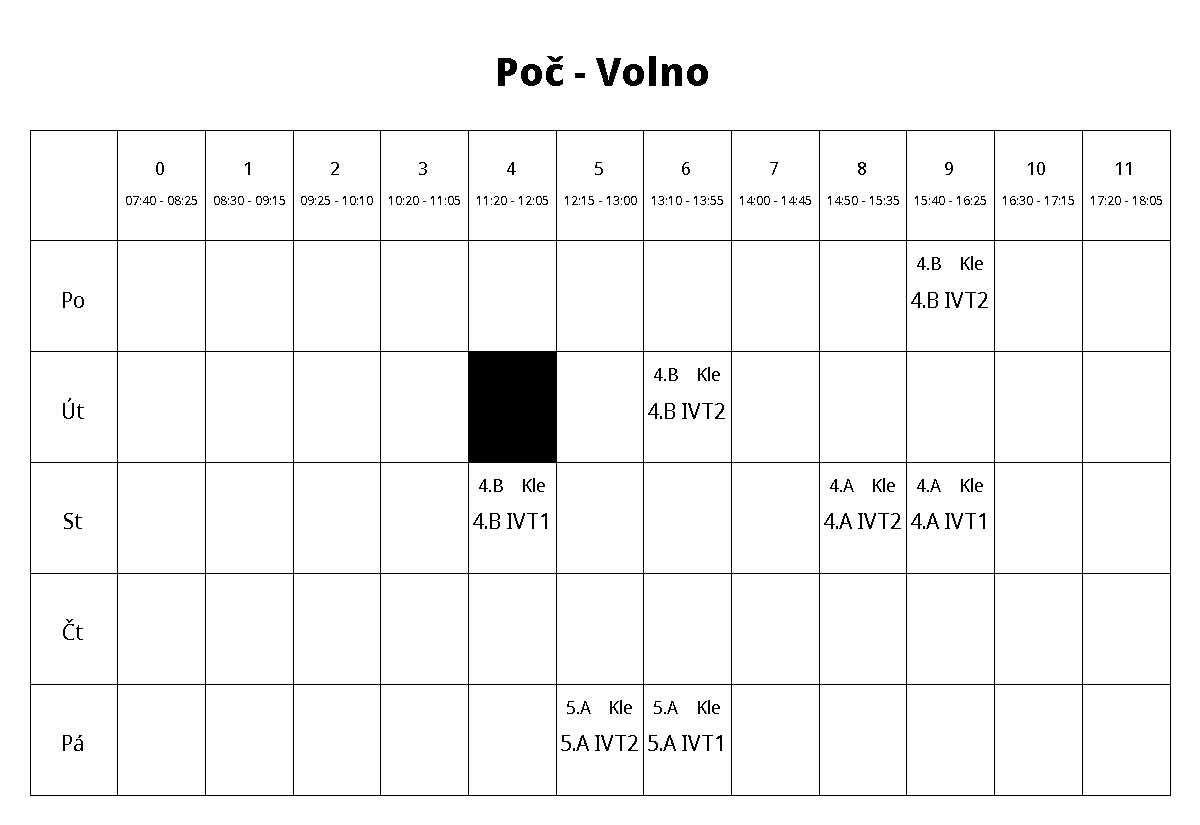 Poč - Volno
0 1 2 3 4 5 6 7 8 9 10 11
07:40 - 08:25 08:30 - 09:15 09:25 - 10:10 10:20 - 11:05 11:20 - 12:05 12:15 - 13:00 13:10 - 13:55 14:00 - 14:45 14:50 - 15:35 15:40 - 16:25 16:30 - 17:15 17:20 - 18:05
4.B Kle
Po 4.B IVT2
4.B Kle
Út 4.B IVT2
4.B Kle 4.A Kle 4.A Kle
St 4.B IVT1 4.A IVT2 4.A IVT1
Čt
5.A Kle 5.A Kle
Pá 5.A IVT2 5.A IVT1